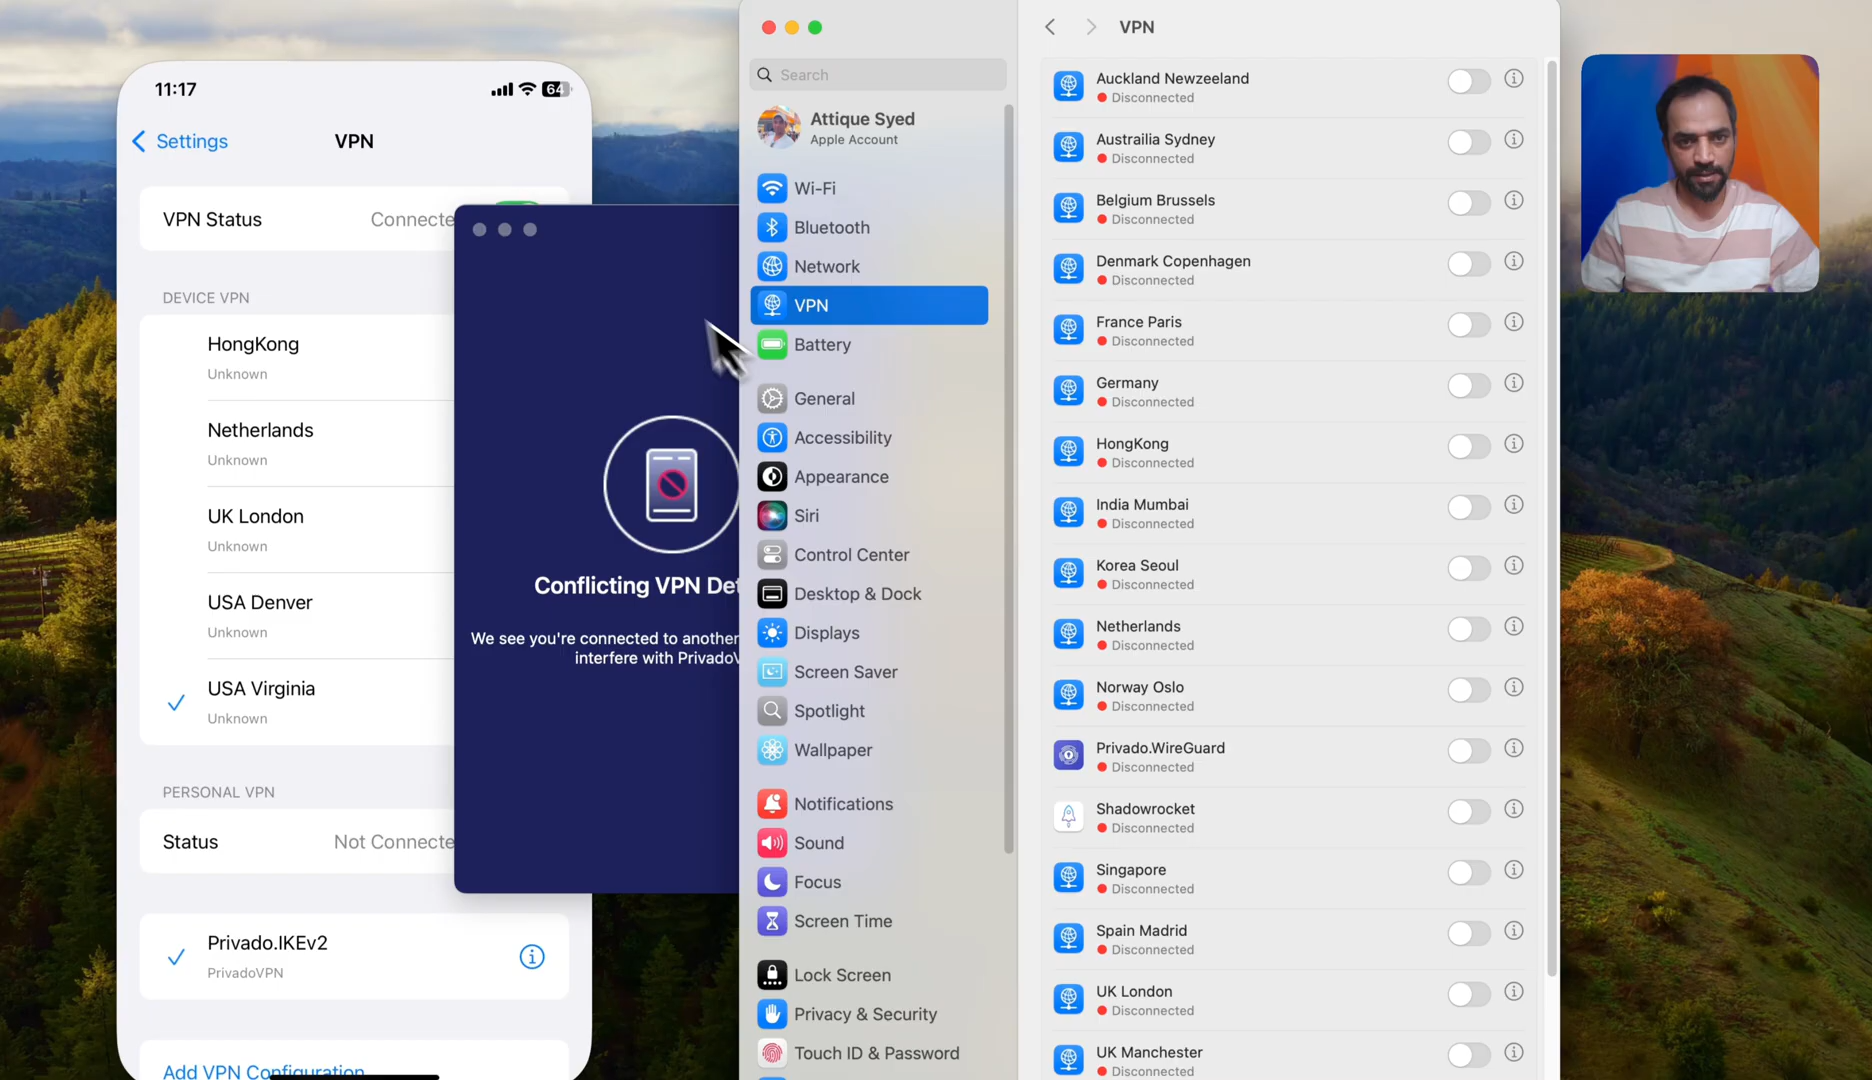 11:17
64
Settings
VPN
VPN Status
Connecte
DEVICE VPN
HongKong
Unknown
Netherlands
Unknown
UK London
Unknown
USA Denver
Unknown
USA Virginia
Unknown
PERSONAL VPN
Status
Not Connecte
Privado.IKEv2
PrivadoVPN
Add VPN Configuration
Conflicting VPN Det
We see you're connected to another
interfere with PrivadoV
Search
Attique Syed
Apple Account
Wi-Fi
Bluetooth
Network
VPN
Battery
General
Accessibility
Appearance
Siri
Control Center
Desktop & Dock
Displays
Screen Saver
Spotlight
Wallpaper
Notifications
Sound
Focus
Screen Time
Lock Screen
Privacy & Security
Touch ID & Password
VPN
Auckland Newzeeland
Disconnected
Austrailia Sydney
Disconnected
Belgium Brussels
Disconnected
Denmark Copenhagen
Disconnected
France Paris
Disconnected
Germany
Disconnected
HongKong
Disconnected
India Mumbai
Disconnected
Korea Seoul
Disconnected
Netherlands
Disconnected
Norway Oslo
Disconnected
Privado.WireGuard
Disconnected
Shadowrocket
Disconnected
Singapore
Disconnected
Spain Madrid
Disconnected
UK London
Disconnected
UK Manchester
Disconnected